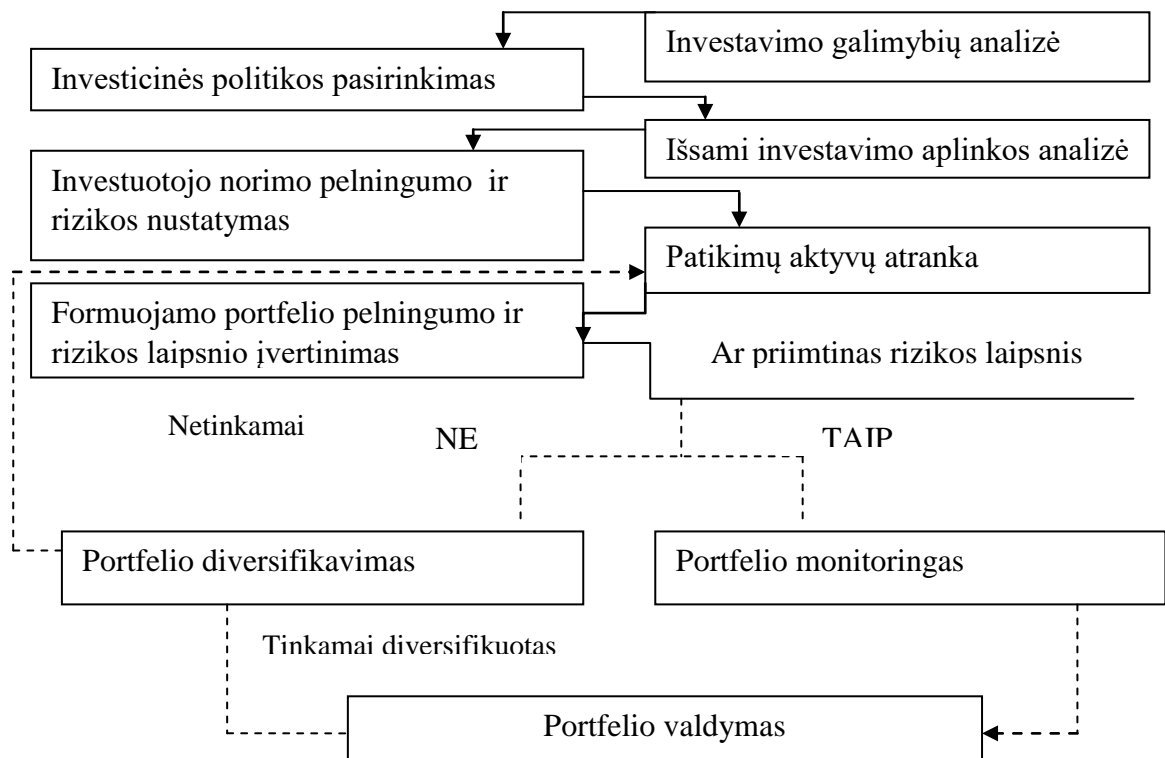 Investavimo galimybių analizė
Investicinės politikos pasirinkimas
Išsami investavimo aplinkos analizė
Investuotojo norimo pelningumo ir
rizikos nustatymas
Patikimų aktyvų atranka
Formuojamo portfelio pelningumo ir
rizikos laipsnio įvertinimas
Ar priimtinas rizikos laipsnis
Netinkamai
NE
TAIP
Portfelio diversifikavimas
Portfelio monitoringas
Tinkamai diversifikuotas
Portfelio valdymas